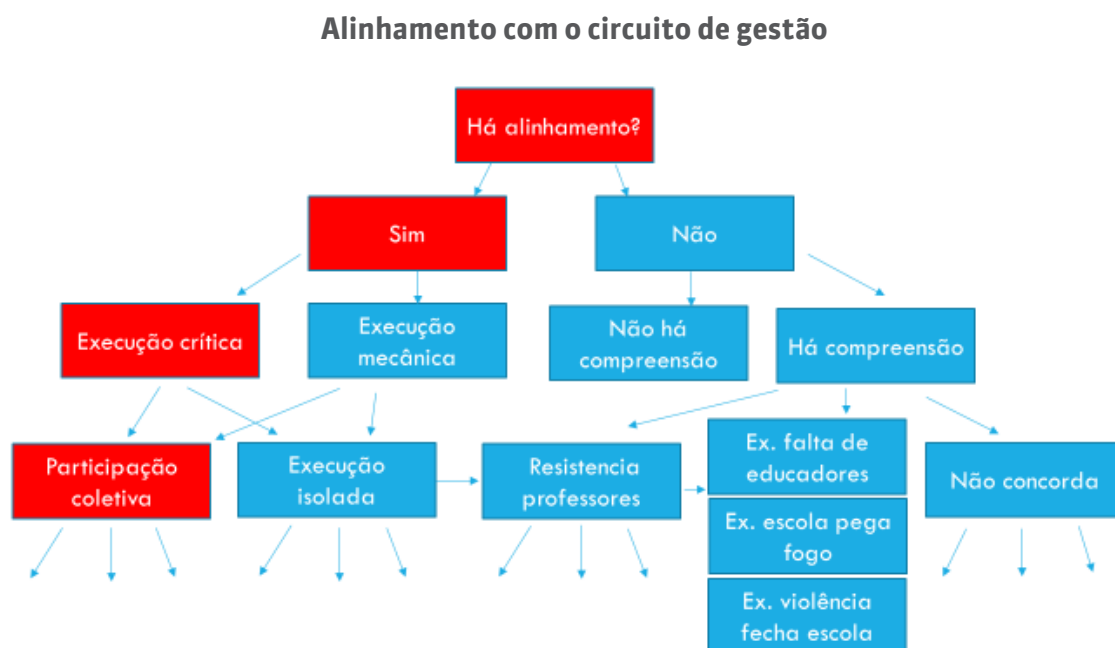 Alinhamento com o circuito de gestão
Há alinhamento?
Sim
Não
Execução crítica
Execução
mecânica
Não há
compreensão
Há compreensão
Participação
coletiva
Execução
isolada
Resistencia
professores
Ex. falta de
educadores
Ex. escola pega
fogo
Ex. violência
fecha escola
Não concorda